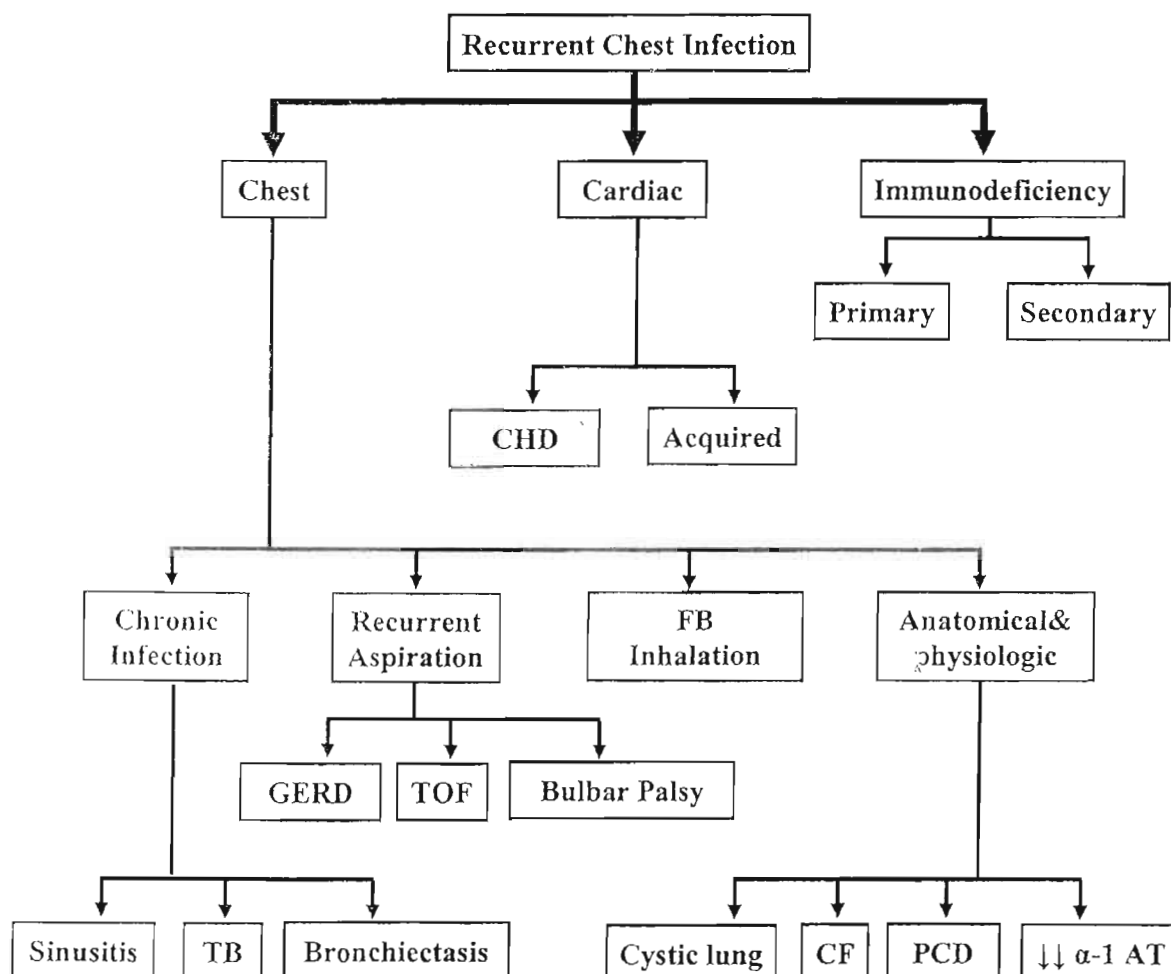 Recurrent Chest Infection
Chest
Cardiac
Immunodeficiency
Primary
Secondary
CHD
Acquired
Chronic
Infection
Recurrent
Aspiration
FB
Inhalation
Anatomical&
physiologic
GERD
TOF
Bulbar Palsy
Sinusitis
TB
Bronchiectasis
Cystic lung
CF
PCD
↓↓ α-1 AT